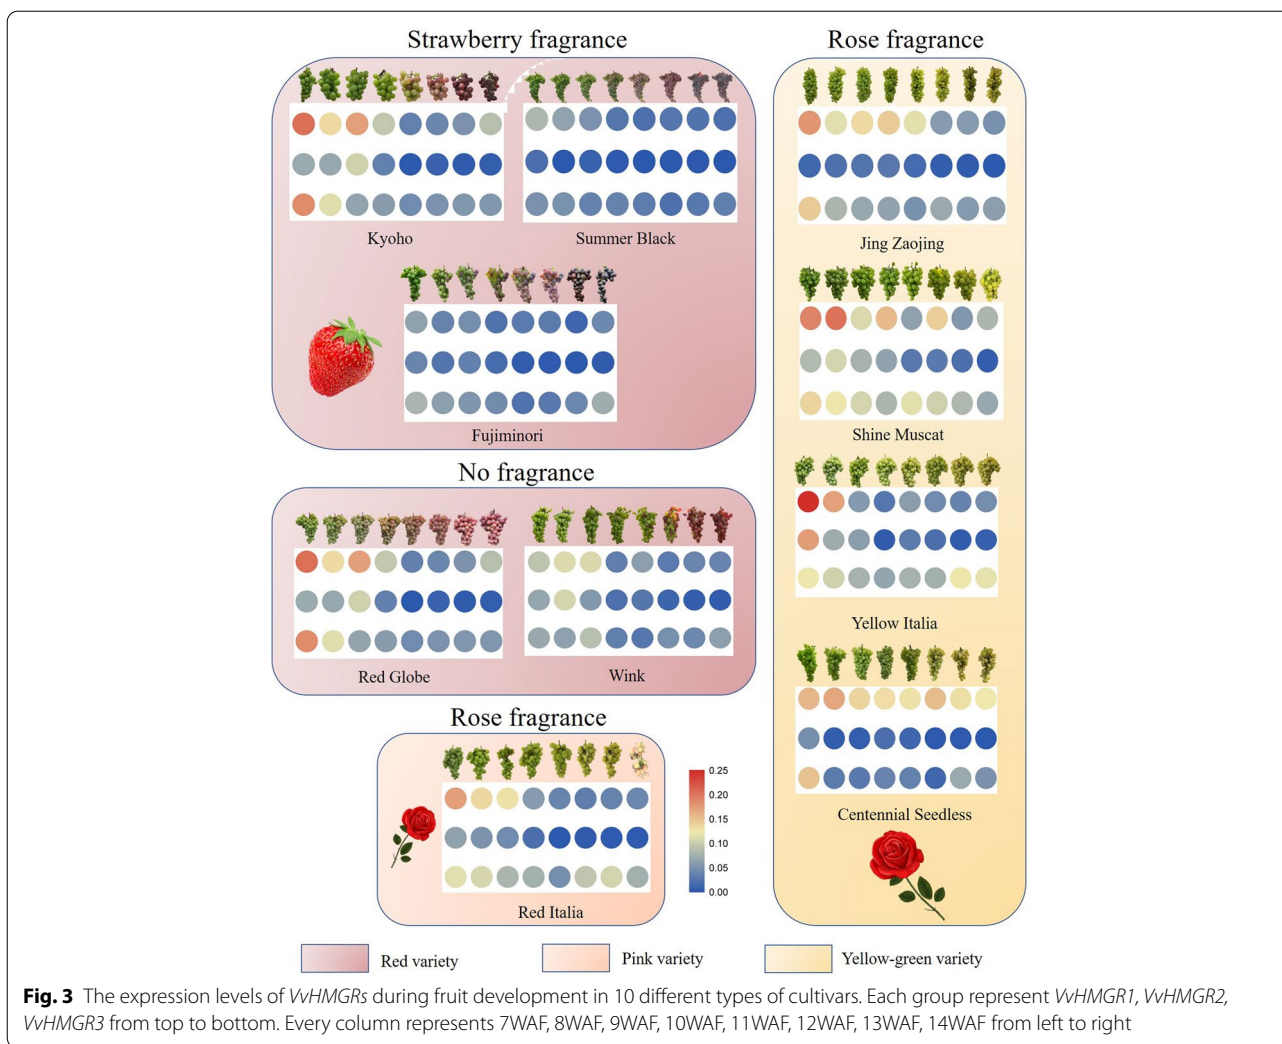 Strawberry fragrance
Rose fragrance
Kyoho
Summer Black
Jing Zaojing
Fujiminori
Shine Muscat
No fragrance
Red Globe
Wink
Yellow Italia
Rose fragrance
0.25
0.20
0.15
0.10
0.05
0.00
Red Italia
Centennial Seedless
Red variety
Pink variety
Yellow-green variety
Fig. 3 The expression levels of VvHMGRs during fruit development in 10 different types of cultivars. Each group represent VvHMGR1, VvHMGR2,
VvHMGR3 from top to bottom. Every column represents 7WAF, 8WAF, 9WAF, 10WAF, 11WAF, 12WAF, 13WAF, 14WAF from left to right